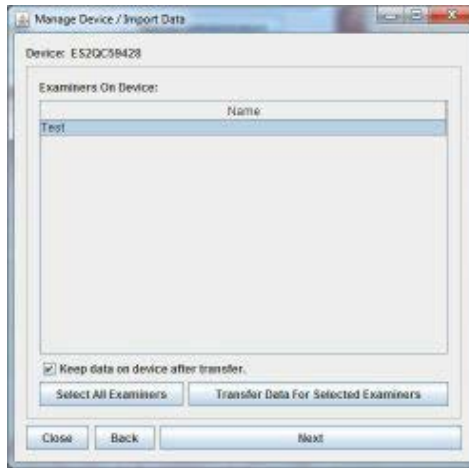 Manage Device / Import Data
Device: ES2QC59428
Examiners On Device:
Name
Test
Keep data on device after transfer.
Select All Examiners Transfer Data For Selected Examiners
Close Back Next